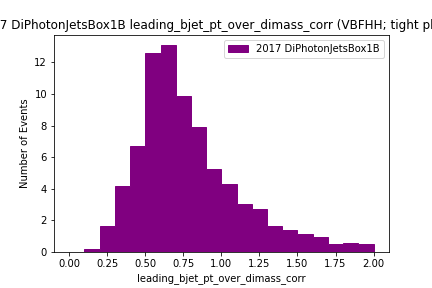 7 DiPhotonJetsBox1B leading_bjet_pt_over_dimass_corr (VBFHH; tight
2017 DiPhotonJetsBox1B
Number of Events
12
10
8
6
4
2
0
0.00 0.25 0.50 0.75 1.00 1.25 1.50 1.75 2.00
leading_bjet_pt_over_dimass_corr